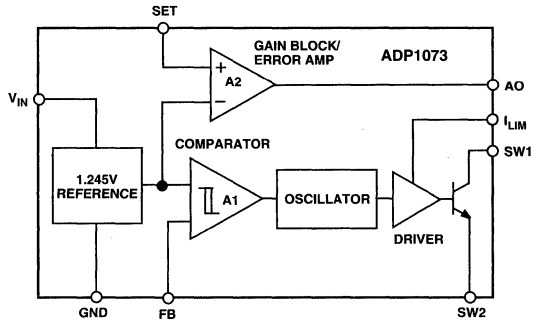 SET
GAIN BLOCK/
ERROR AMP
ADP1073
+
A2
−
AO
VIN
ILIM
COMPARATOR
SW1
1.245V
REFERENCE
A1
OSCILLATOR
DRIVER
GND
FB
SW2